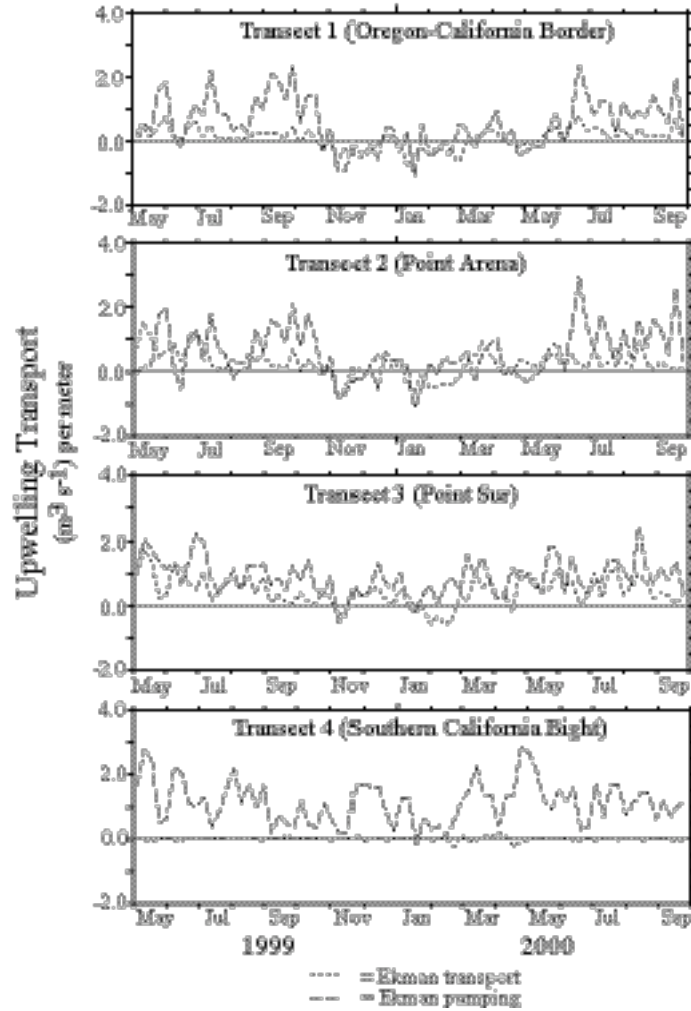 Upwelling Transport
(m³ s⁻¹) per meter
Transect 1 (Oregon-California Border)
4.0
2.0
0.0
-2.0
May Jul Sep Nov Jan Mar May Jul Sep
Transect 2 (Point Arena)
4.0
2.0
0.0
-2.0
May Jul Sep Nov Jan Mar May Jul Sep
Transect 3 (Point Sur)
4.0
2.0
0.0
-2.0
May Jul Sep Nov Jan Mar May Jul Sep
Transect 4 (Southern California Bight)
4.0
2.0
0.0
-2.0
May Jul Sep Nov Jan Mar May Jul Sep
1999 2000
= Ekman transport
= Ekman pumping